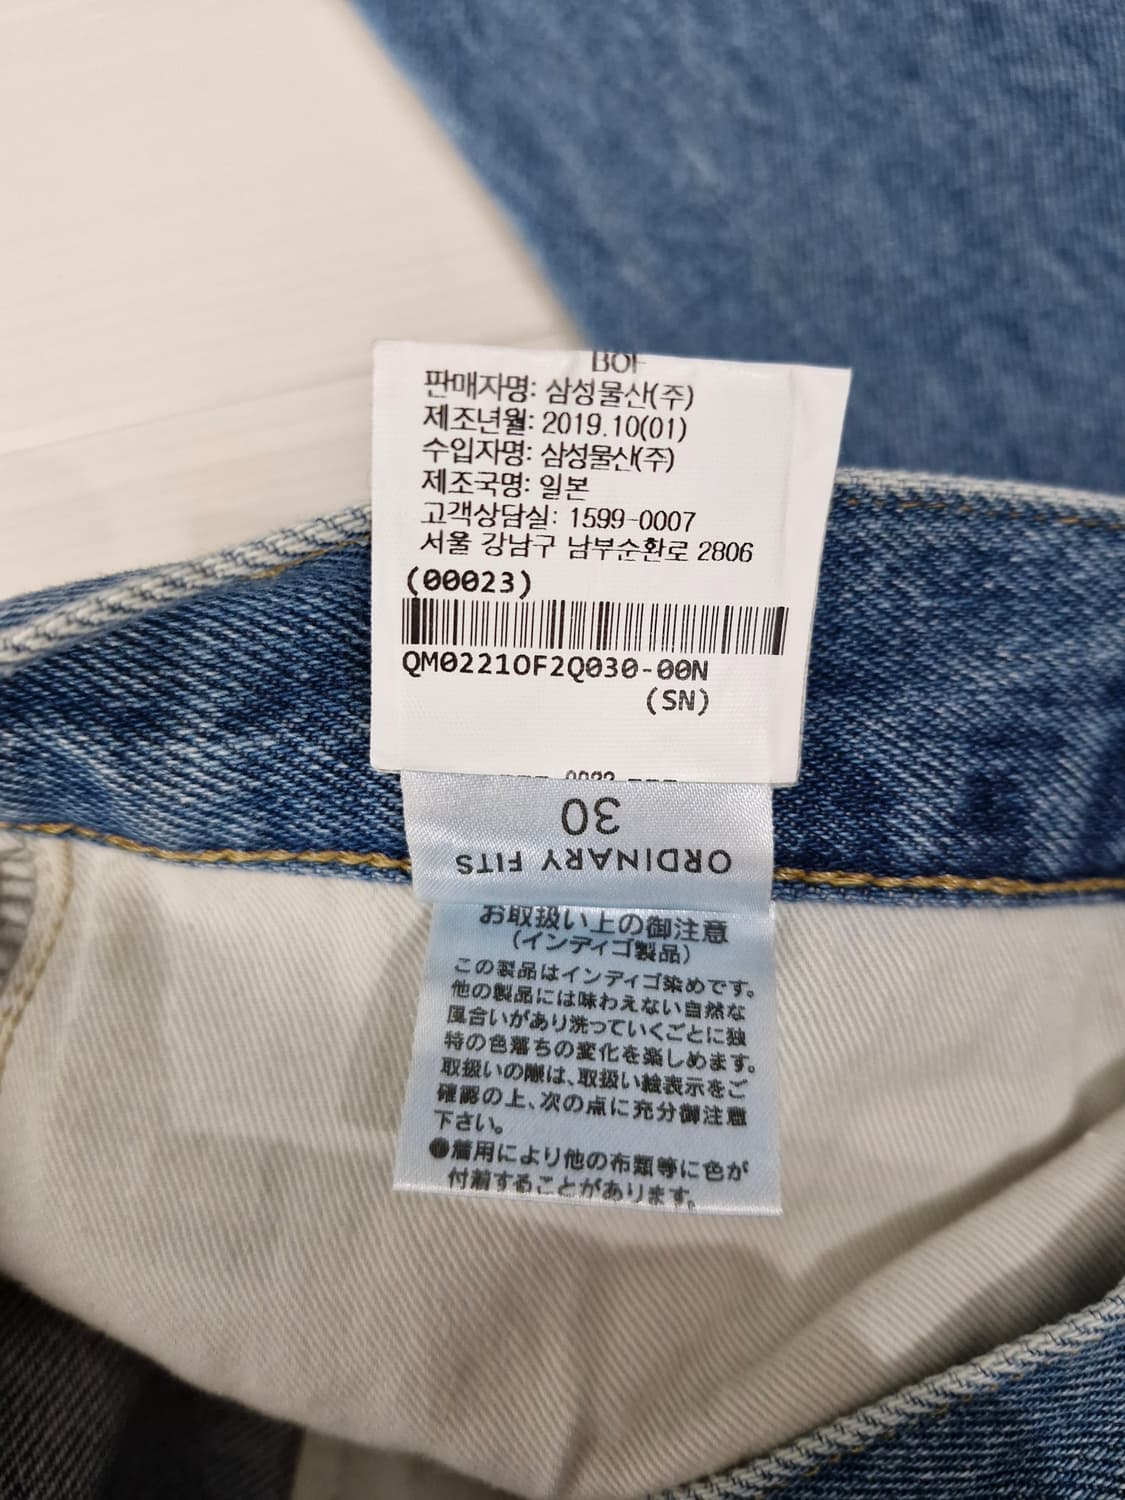 BOF
판매자명: 삼성물산(주)
제조년월: 2019.10(01)
수입자명: 삼성물산(주)
제조국명: 일본
고객상담실: 1599-0007
서울 강남구 남부순환로 2806
(00023)
QM0221OF2Q030-00N
(SN)
30
ORDINARY FITS
お取扱い上の御注意
(インディゴ製品)
この製品はインディゴ染めです。
他の製品には味わえない自然な
風合いがあり洗っていくごとに独
特の色落ちの変化を楽しめます。
取扱いの際は、取扱い絵表示をご
確認の上、次の点に充分御注意
下さい。
●着用により他の布類等に色が
付着することがあります。